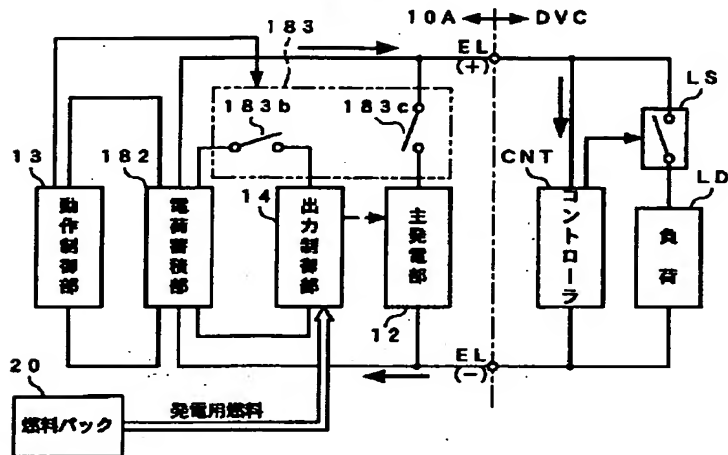 10A
DVC
183
EL
(+)
LS
183b
183c
13
182
14
CNT
LD
動作制御部
電荷蓄積部
出力制御部
主発電部
コントローラ
負荷
12
EL
(−)
20
発電用燃料
燃料パック